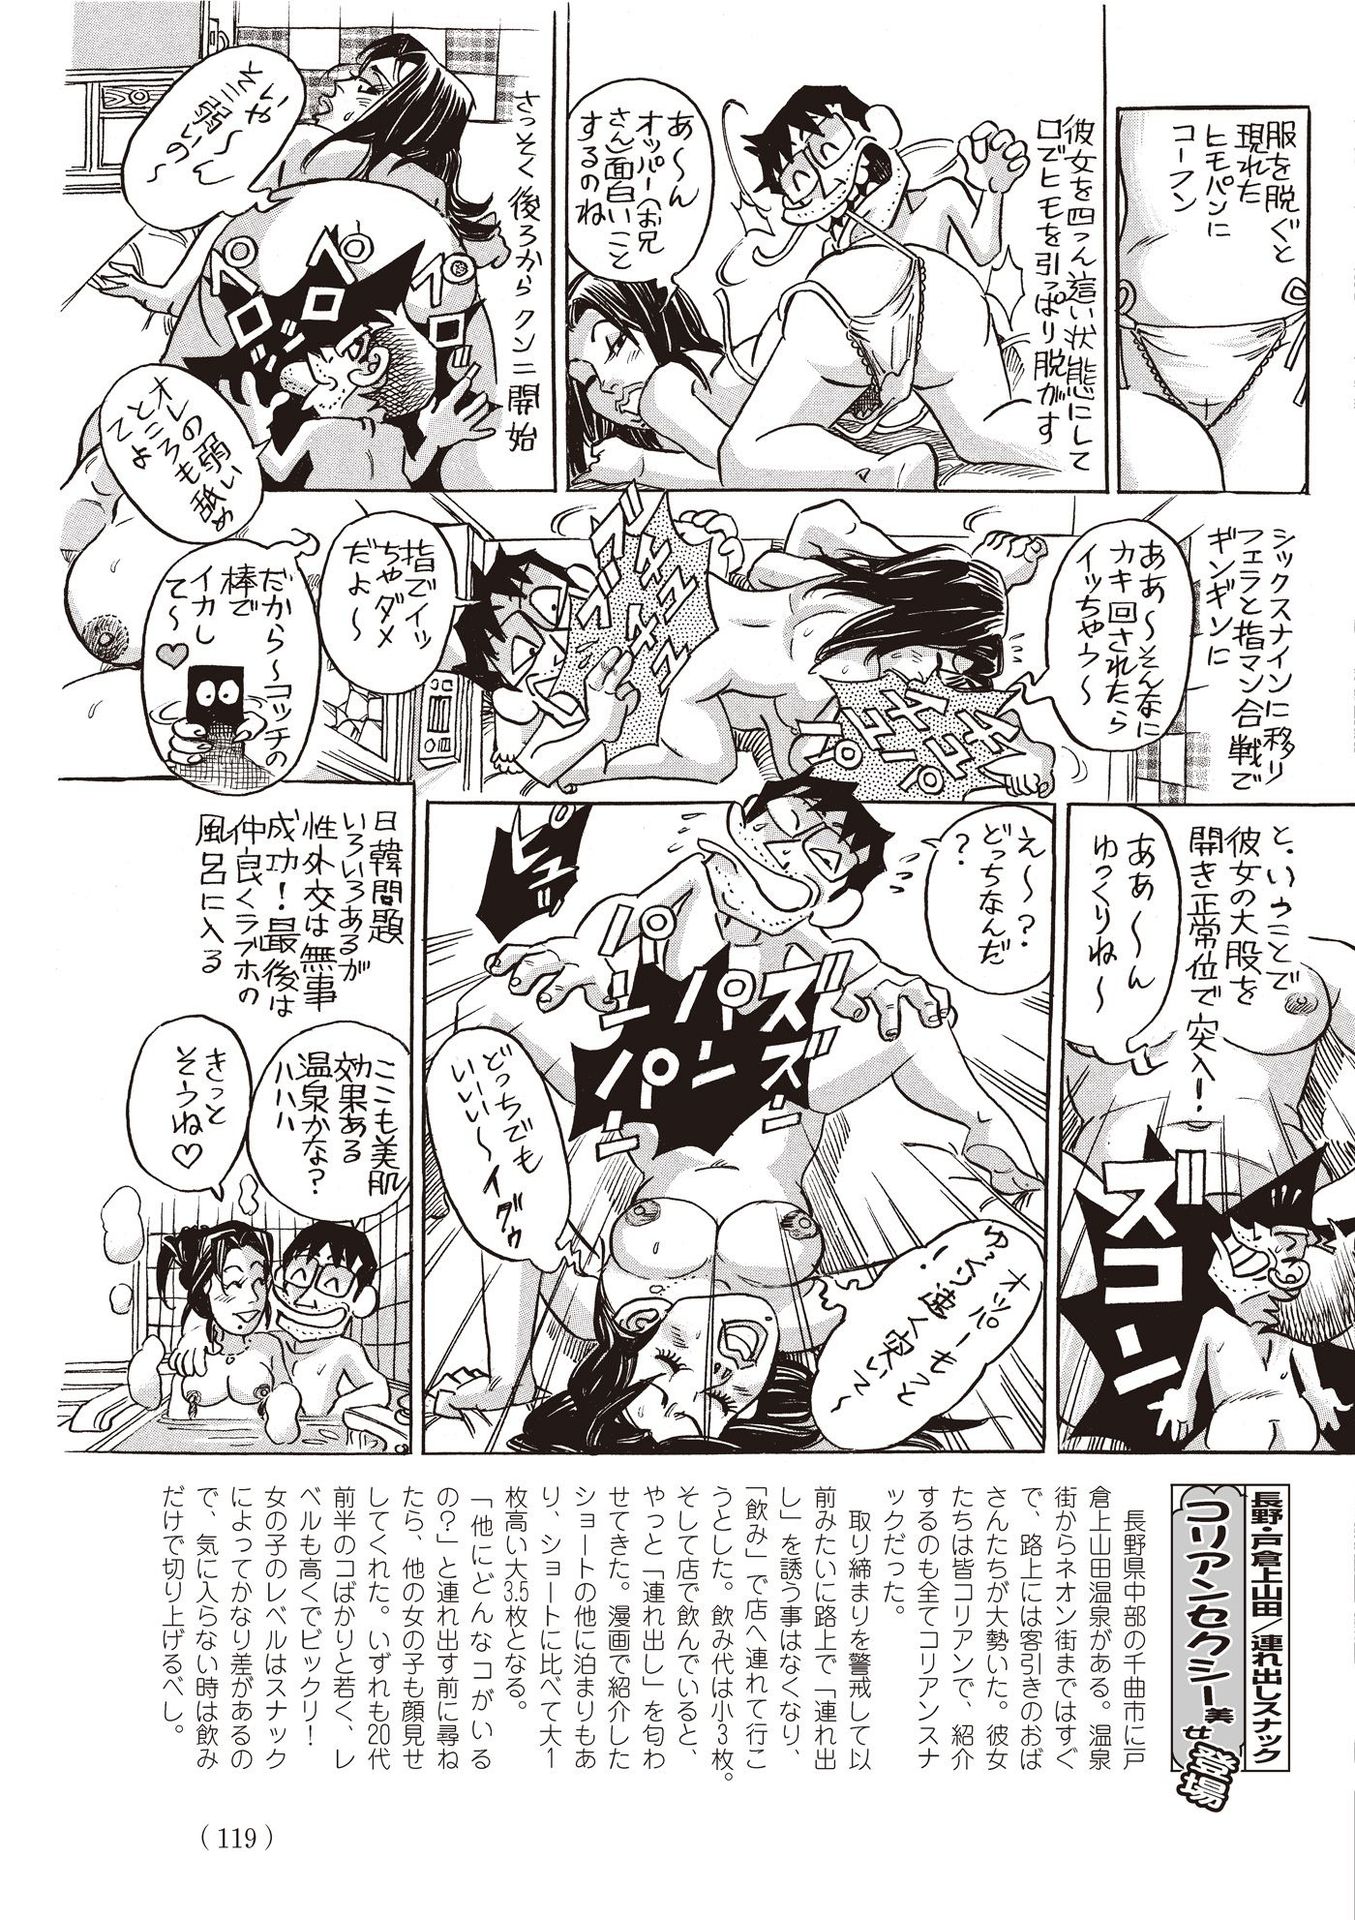 服を脱ぐと
現れた
ヒモパンに
コーフン
彼女を四つん這い状態にして
口でヒモを引っぱり脱がす
あ〜ん
オッパー(お兄
さん)面白いこと
するのね
さっそく後ろからクンニ開始
そいや〜ん
そこ弱いの〜
ペロペロペロ
オレの弱い
ところも舐め
てよ
シックスナインに移り
フェラと指マン合戦で
ギンギンに
ああ〜そんなに
カキ回されたら
イッちゃう〜
指でイッ
ちゃダメ
だよ〜
だから〜コッチの
棒で
イカし
て〜♥
と、いうことで
彼女の大股を
開き正常位で突入!
ああ〜ん
ゆっくりね〜
ズコン
え〜?
どっちなんだ
?
ズズン
パンパンパン
オッパーもっと
ゆっくり速く突いて〜
!
どっちでも
いーー
いいい〜イグゥ
日韓問題
いろいろあるが
性外交は無事
成功!最後は
仲良くラブホの
風呂に入る
ここも美肌
効果ある
温泉かな?
ハハハ
きっと
そうね♡
長野・戸倉上山田/連れ出しスナック
コリアンセクシー美女登場
長野県中部の千曲市に戸
倉上山田温泉がある。温泉
街からネオン街まではすぐ
で、路上には客引きのおば
さんたちが大勢いた。彼女
たちは皆コリアンで、紹介
するのも全てコリアンスナ
ックだった。
取り締まりを警戒して以
前みたいに路上で「連れ出
し」を誘う事はなくなり、
「飲み」で店へ連れて行こ
うとした。飲み代は小3枚。
そして店で飲んでいると、
やっと「連れ出し」を匂わ
せてきた。漫画で紹介した
ショートの他に泊まりもあ
り、ショートに比べて大1
枚高い大3.5枚となる。
「他にどんなコがいる
の?」と連れ出す前に尋ね
たら、他の女の子も顔見せ
してくれた。いずれも20代
前半のコばかりと若く、レ
ベルも高くでビックリ!
女の子のレベルはスナック
によってかなり差があるの
で、気に入らない時は飲み
だけで切り上げるべし。
(119)